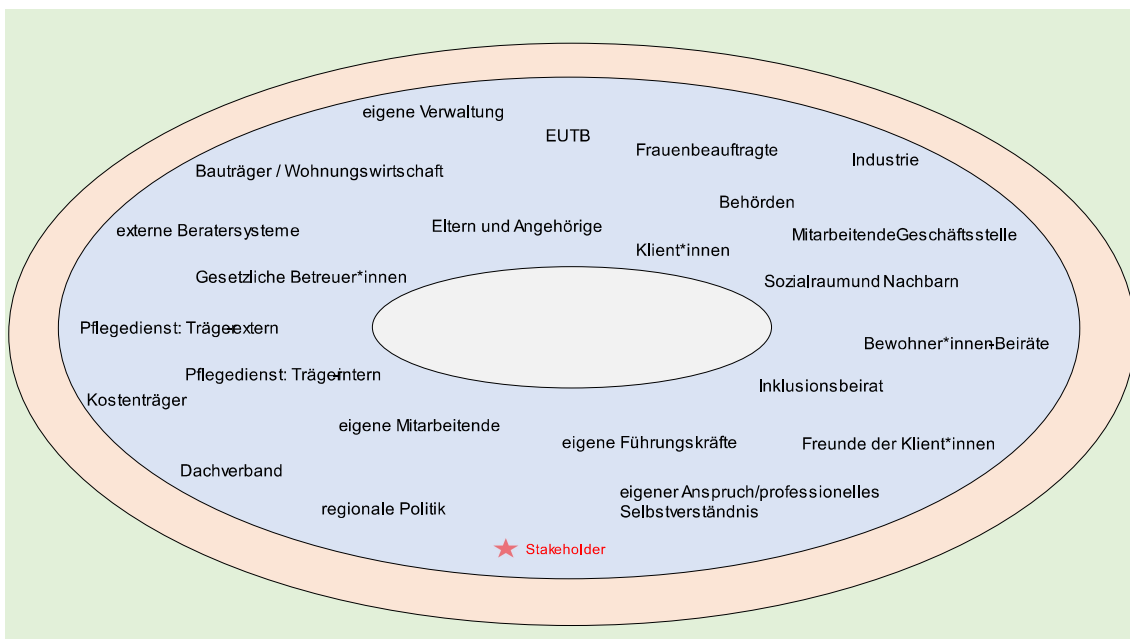 eigene Verwaltung
EUTB
Frauenbeauftragte
Industrie
Bauträger / Wohnungswirtschaft
Behörden
externe Beratersysteme
Eltern und Angehörige
MitarbeitendeGeschäftsstelle
Klient*innen
Gesetzliche Betreuer*innen
Sozialraumund Nachbarn
Pflegedienst: Träger-extern
Bewohner*innen-Beiräte
Pflegedienst: Träger-intern
Inklusionsbeirat
Kostenträger
eigene Mitarbeitende
eigene Führungskräfte
Freunde der Klient*innen
Dachverband
eigener Anspruch/professionelles
Selbstverständnis
regionale Politik
Stakeholder